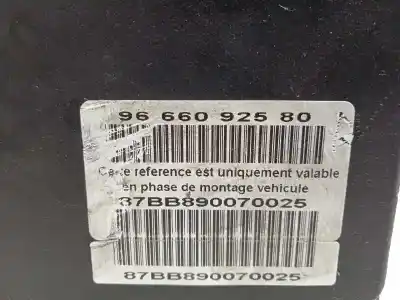 96 660 925 80
Cette reference est uniquement valable
en phase de montage vehicule
87BB890070025
87BB890070025